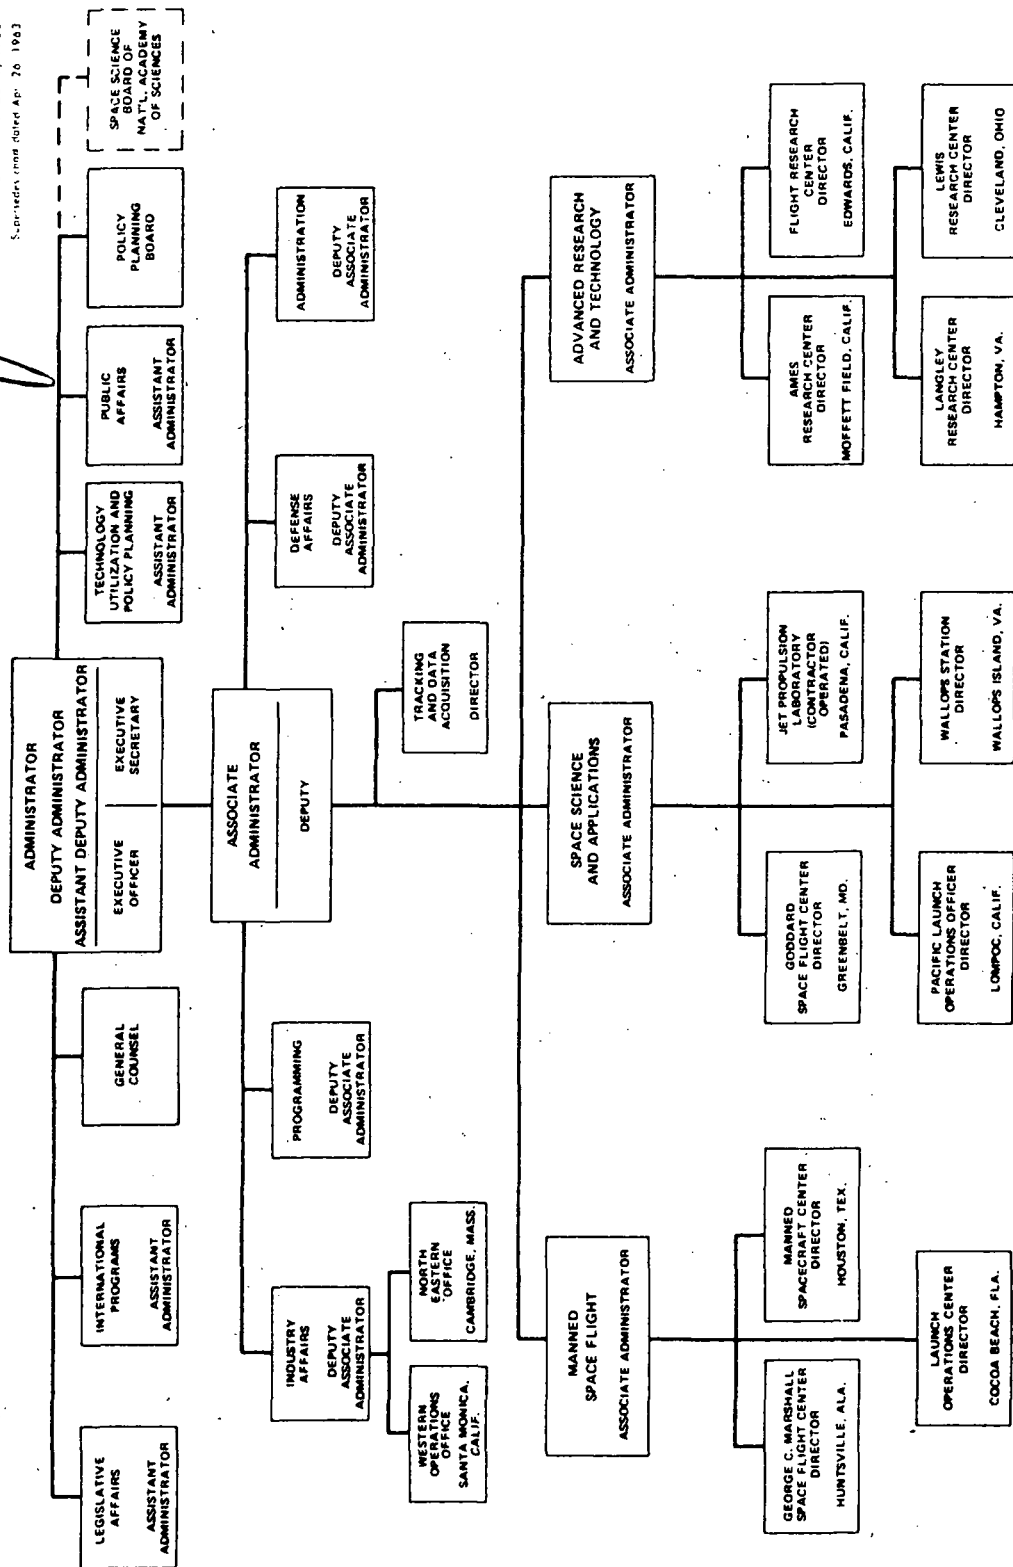 Supersedes chart dated Apr. 26 1963
ADMINISTRATOR
DEPUTY ADMINISTRATOR
ASSISTANT DEPUTY ADMINISTRATOR
EXECUTIVE
OFFICER
EXECUTIVE
SECRETARY
LEGISLATIVE
AFFAIRS
ASSISTANT
ADMINISTRATOR
INTERNATIONAL
PROGRAMS
ASSISTANT
ADMINISTRATOR
GENERAL
COUNSEL
TECHNOLOGY
UTILIZATION AND
POLICY PLANNING
ASSISTANT
ADMINISTRATOR
PUBLIC
AFFAIRS
ASSISTANT
ADMINISTRATOR
POLICY
PLANNING
BOARD
SPACE SCIENCE
BOARD OF
NAT'L. ACADEMY
OF SCIENCES
ASSOCIATE
ADMINISTRATOR
DEPUTY
INDUSTRY
AFFAIRS
DEPUTY
ASSOCIATE
ADMINISTRATOR
PROGRAMMING
DEPUTY
ASSOCIATE
ADMINISTRATOR
DEFENSE
AFFAIRS
DEPUTY
ASSOCIATE
ADMINISTRATOR
ADMINISTRATION
DEPUTY
ASSOCIATE
ADMINISTRATOR
WESTERN
OPERATIONS
OFFICE
SANTA MONICA,
CALIF.
NORTH
EASTERN
OFFICE
CAMBRIDGE, MASS.
TRACKING
AND DATA
ACQUISITION
DIRECTOR
MANNED
SPACE FLIGHT
ASSOCIATE ADMINISTRATOR
SPACE SCIENCE
AND APPLICATIONS
ASSOCIATE ADMINISTRATOR
ADVANCED RESEARCH
AND TECHNOLOGY
ASSOCIATE ADMINISTRATOR
GEORGE C. MARSHALL
SPACE FLIGHT CENTER
DIRECTOR
HUNTSVILLE, ALA.
MANNED
SPACECRAFT CENTER
DIRECTOR
HOUSTON, TEX.
GODDARD
SPACE FLIGHT CENTER
DIRECTOR
GREENBELT, MD.
JET PROPULSION
LABORATORY
(CONTRACTOR
OPERATED)
PASADENA, CALIF.
AMES
RESEARCH CENTER
DIRECTOR
MOFFETT FIELD, CALIF.
FLIGHT RESEARCH
CENTER
DIRECTOR
EDWARDS, CALIF.
LAUNCH
OPERATIONS CENTER
DIRECTOR
COCOA BEACH, FLA.
PACIFIC LAUNCH
OPERATIONS OFFICER
DIRECTOR
LOMPOC, CALIF.
WALLOPS STATION
DIRECTOR
WALLOPS ISLAND, VA.
LANGLEY
RESEARCH CENTER
DIRECTOR
HAMPTON, VA.
LEWIS
RESEARCH CENTER
DIRECTOR
CLEVELAND, OHIO